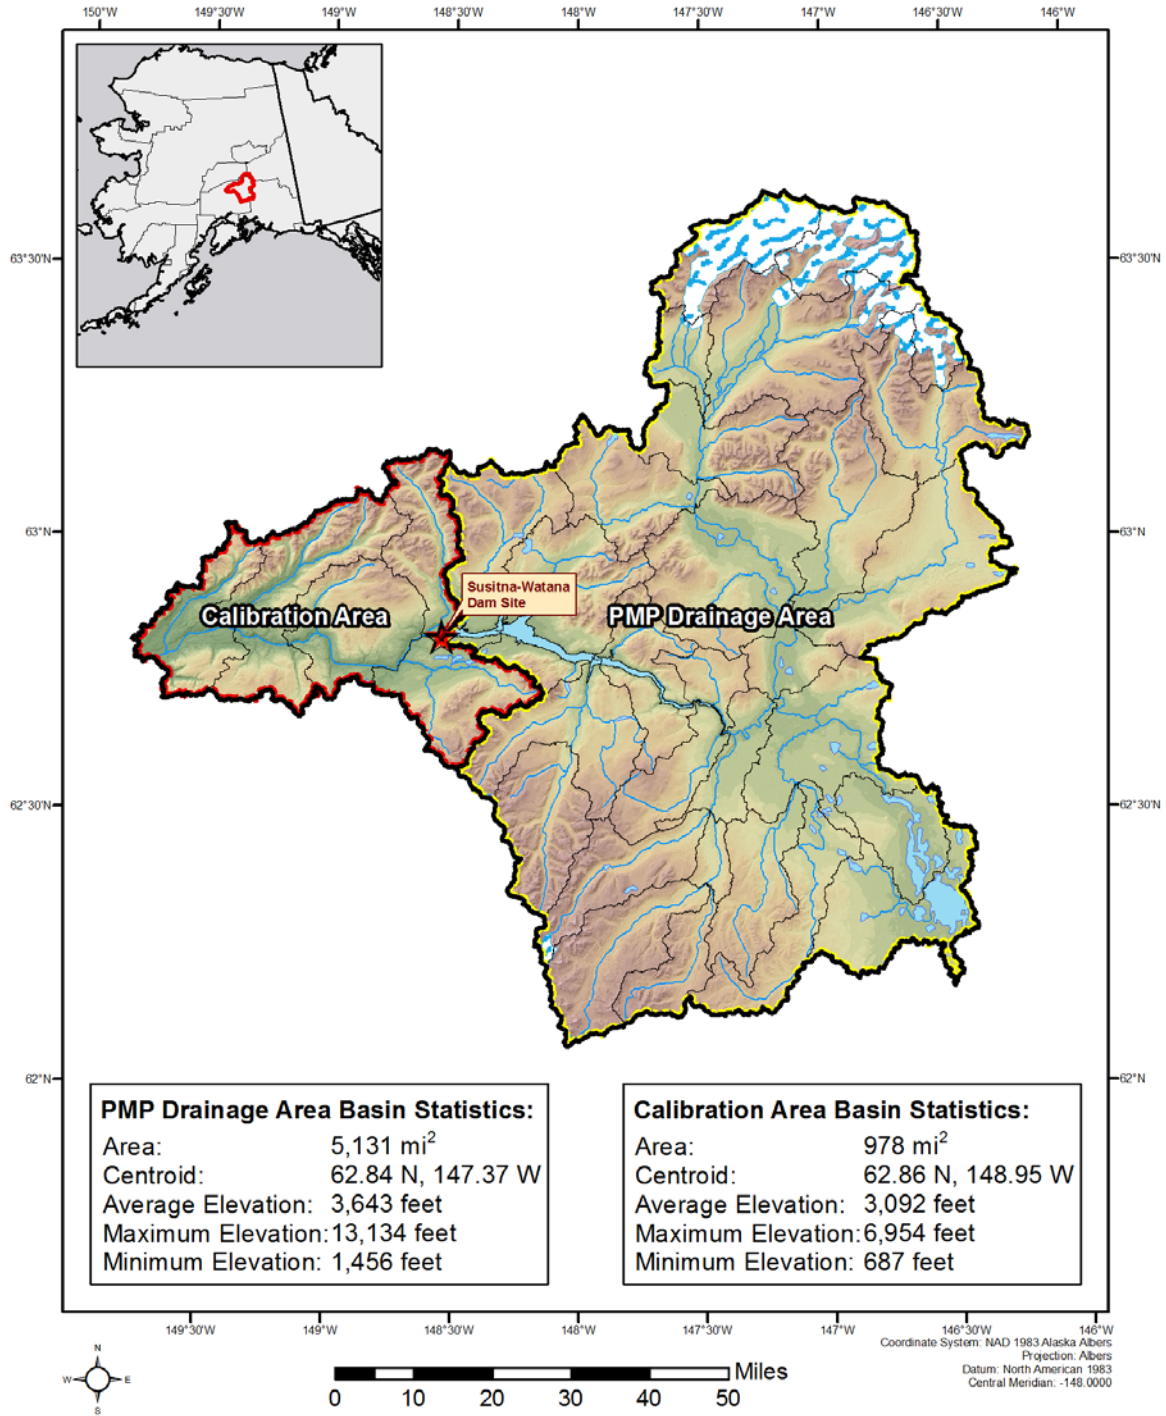 150°W 149°30'W 149°W 148°30'W 148°W 147°30'W 147°W 146°30'W 146°W
63°30'N 63°30'N
63°N 63°N
Susitna-Watana
Dam Site
Calibration Area PMP Drainage Area
62°30'N 62°30'N
62°N 62°N
PMP Drainage Area Basin Statistics:
Area: 5,131 mi²
Centroid: 62.84 N, 147.37 W
Average Elevation: 3,643 feet
Maximum Elevation: 13,134 feet
Minimum Elevation: 1,456 feet
Calibration Area Basin Statistics:
Area: 978 mi²
Centroid: 62.86 N, 148.95 W
Average Elevation: 3,092 feet
Maximum Elevation: 6,954 feet
Minimum Elevation: 687 feet
149°30'W 149°W 148°30'W 148°W 147°30'W 147°W 146°30'W 146°W
Coordinate System: NAD 1983 Alaska Albers
Projection: Albers
Datum: North American 1983
Central Meridian: -148.0000
N
W E
S
Miles
0 10 20 30 40 50